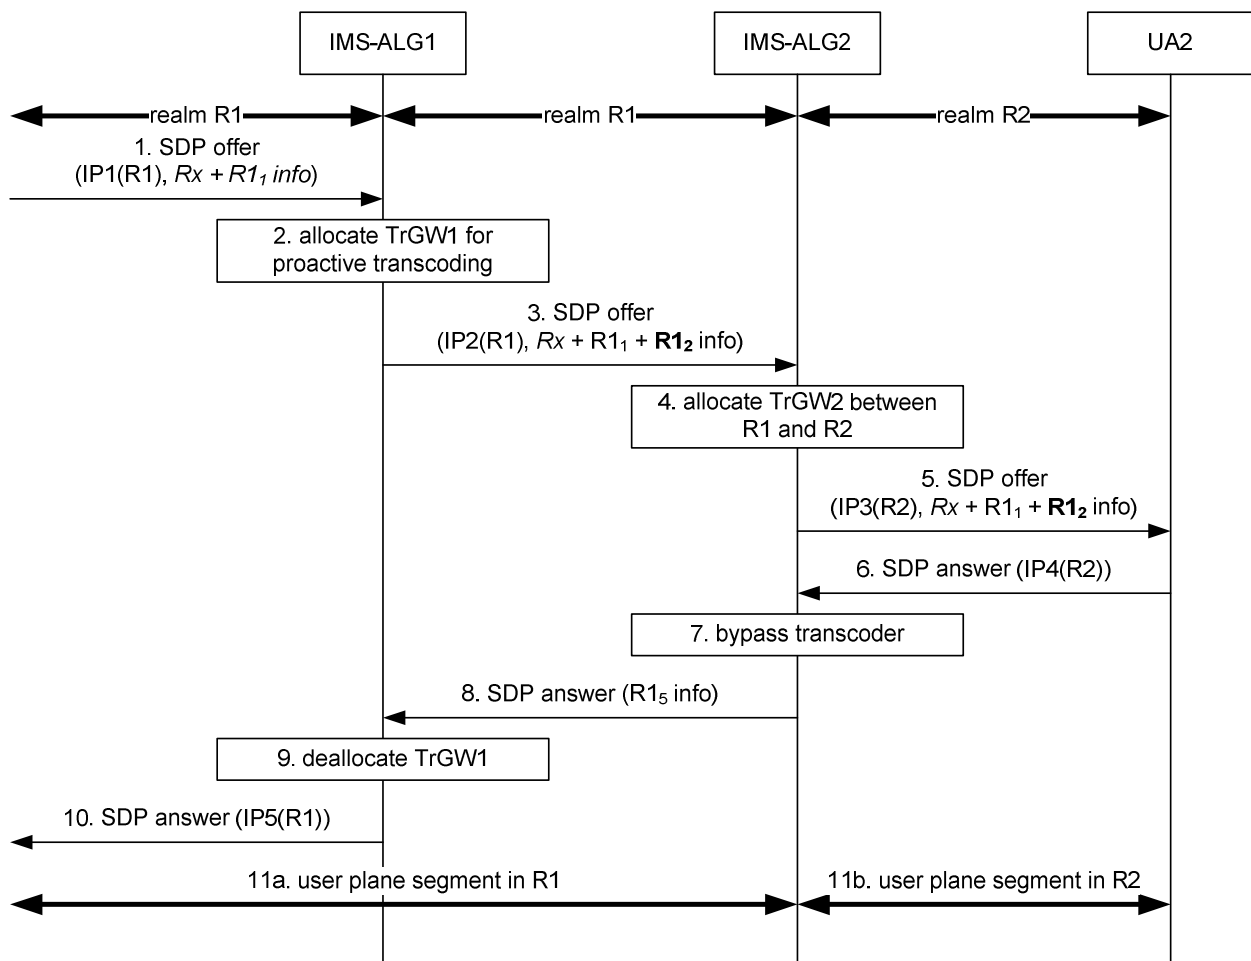 IMS-ALG1
IMS-ALG2
UA2
realm R1
realm R1
realm R2
1. SDP offer
(IP1(R1), Rx + R1₁ info)
2. allocate TrGW1 for
proactive transcoding
3. SDP offer
(IP2(R1), Rx + R1₁ + R1₂ info)
4. allocate TrGW2 between
R1 and R2
5. SDP offer
(IP3(R2), Rx + R1₁ + R1₂ info)
6. SDP answer (IP4(R2))
7. bypass transcoder
8. SDP answer (R1₅ info)
9. deallocate TrGW1
10. SDP answer (IP5(R1))
11a. user plane segment in R1
11b. user plane segment in R2